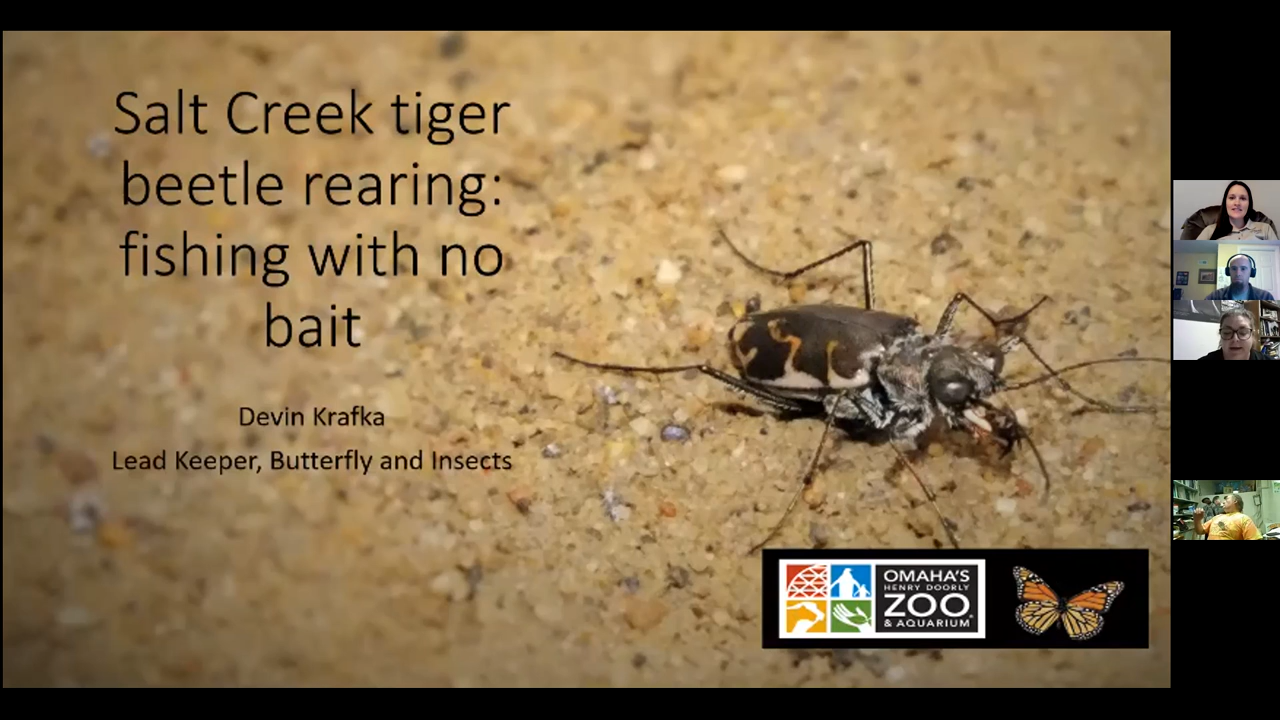 Salt Creek tiger
beetle rearing:
fishing with no
bait
Devin Krafka
Lead Keeper, Butterfly and Insects
OMAHA'S
HENRY DOORLY
ZOO
& AQUARIUM